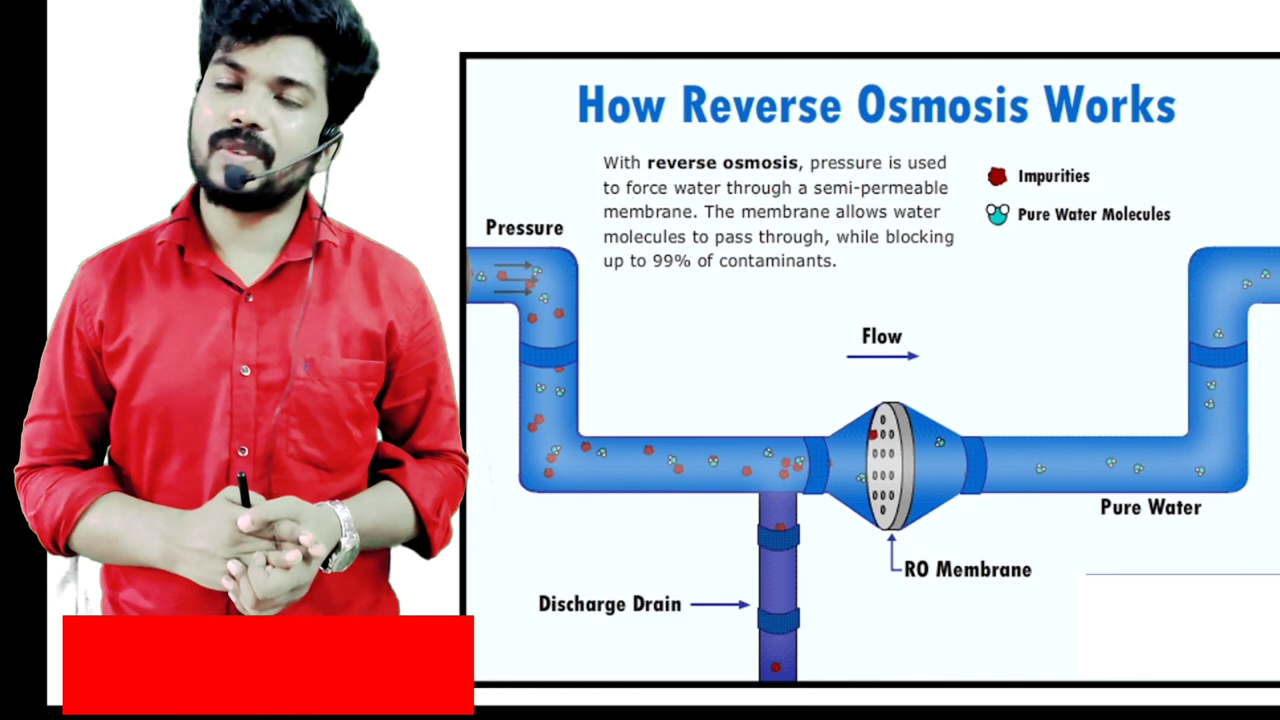 How Reverse Osmosis Works
With reverse osmosis, pressure is used
to force water through a semi-permeable
membrane. The membrane allows water
molecules to pass through, while blocking
up to 99% of contaminants.
Impurities
Pure Water Molecules
Pressure
Flow
Pure Water
RO Membrane
Discharge Drain